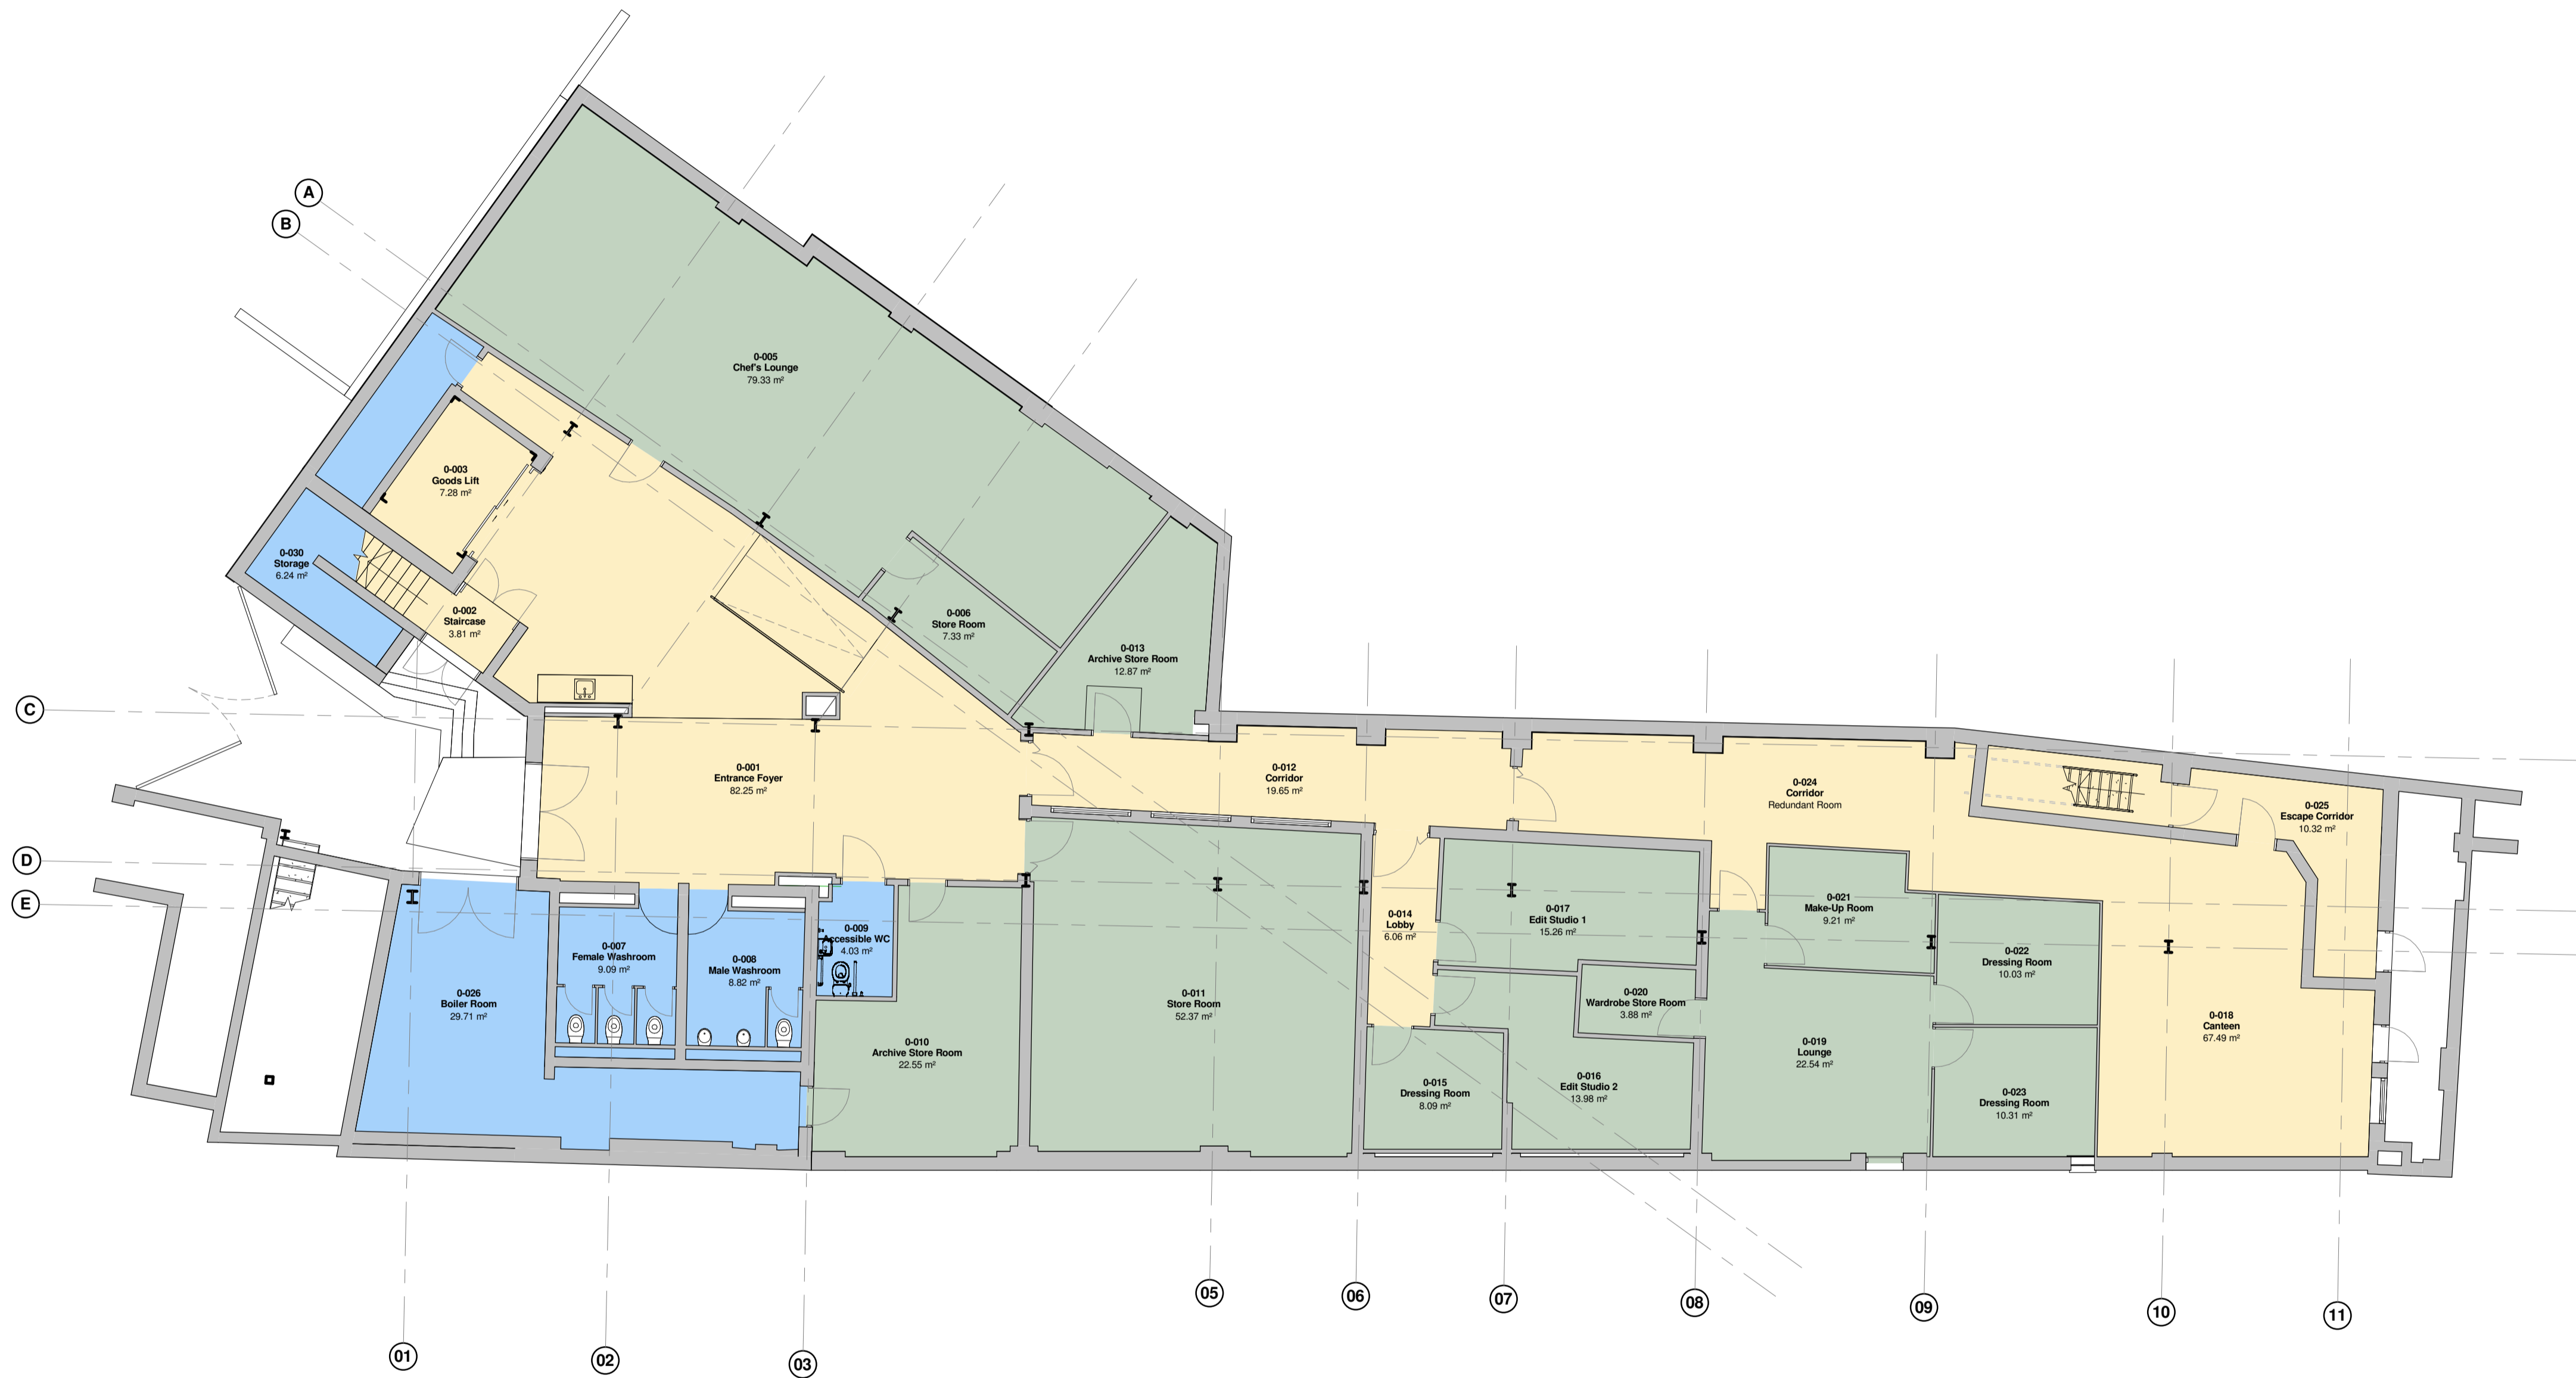 A
B
0-005
Chef's Lounge
79.33 m²
0-003
Goods Lift
7.28 m²
0-030
Storage
6.24 m²
0-002
Staircase
3.81 m²
0-006
Store Room
7.33 m²
0-013
Archive Store Room
12.87 m²
C
0-001
Entrance Foyer
82.25 m²
0-012
Corridor
19.65 m²
0-024
Corridor
Redundant Room
0-025
Escape Corridor
10.32 m²
D
E
0-026
Boiler Room
29.71 m²
0-007
Female Washroom
9.09 m²
0-008
Male Washroom
8.82 m²
0-009
Accessible WC
4.03 m²
0-010
Archive Store Room
22.55 m²
0-011
Store Room
52.37 m²
0-014
Lobby
6.06 m²
0-017
Edit Studio 1
15.26 m²
0-021
Make-Up Room
9.21 m²
0-022
Dressing Room
10.03 m²
0-020
Wardrobe Store Room
3.88 m²
0-018
Canteen
67.49 m²
0-019
Lounge
22.54 m²
0-015
Dressing Room
8.09 m²
0-016
Edit Studio 2
13.98 m²
0-023
Dressing Room
10.31 m²
01
02
03
05
06
07
08
09
10
11